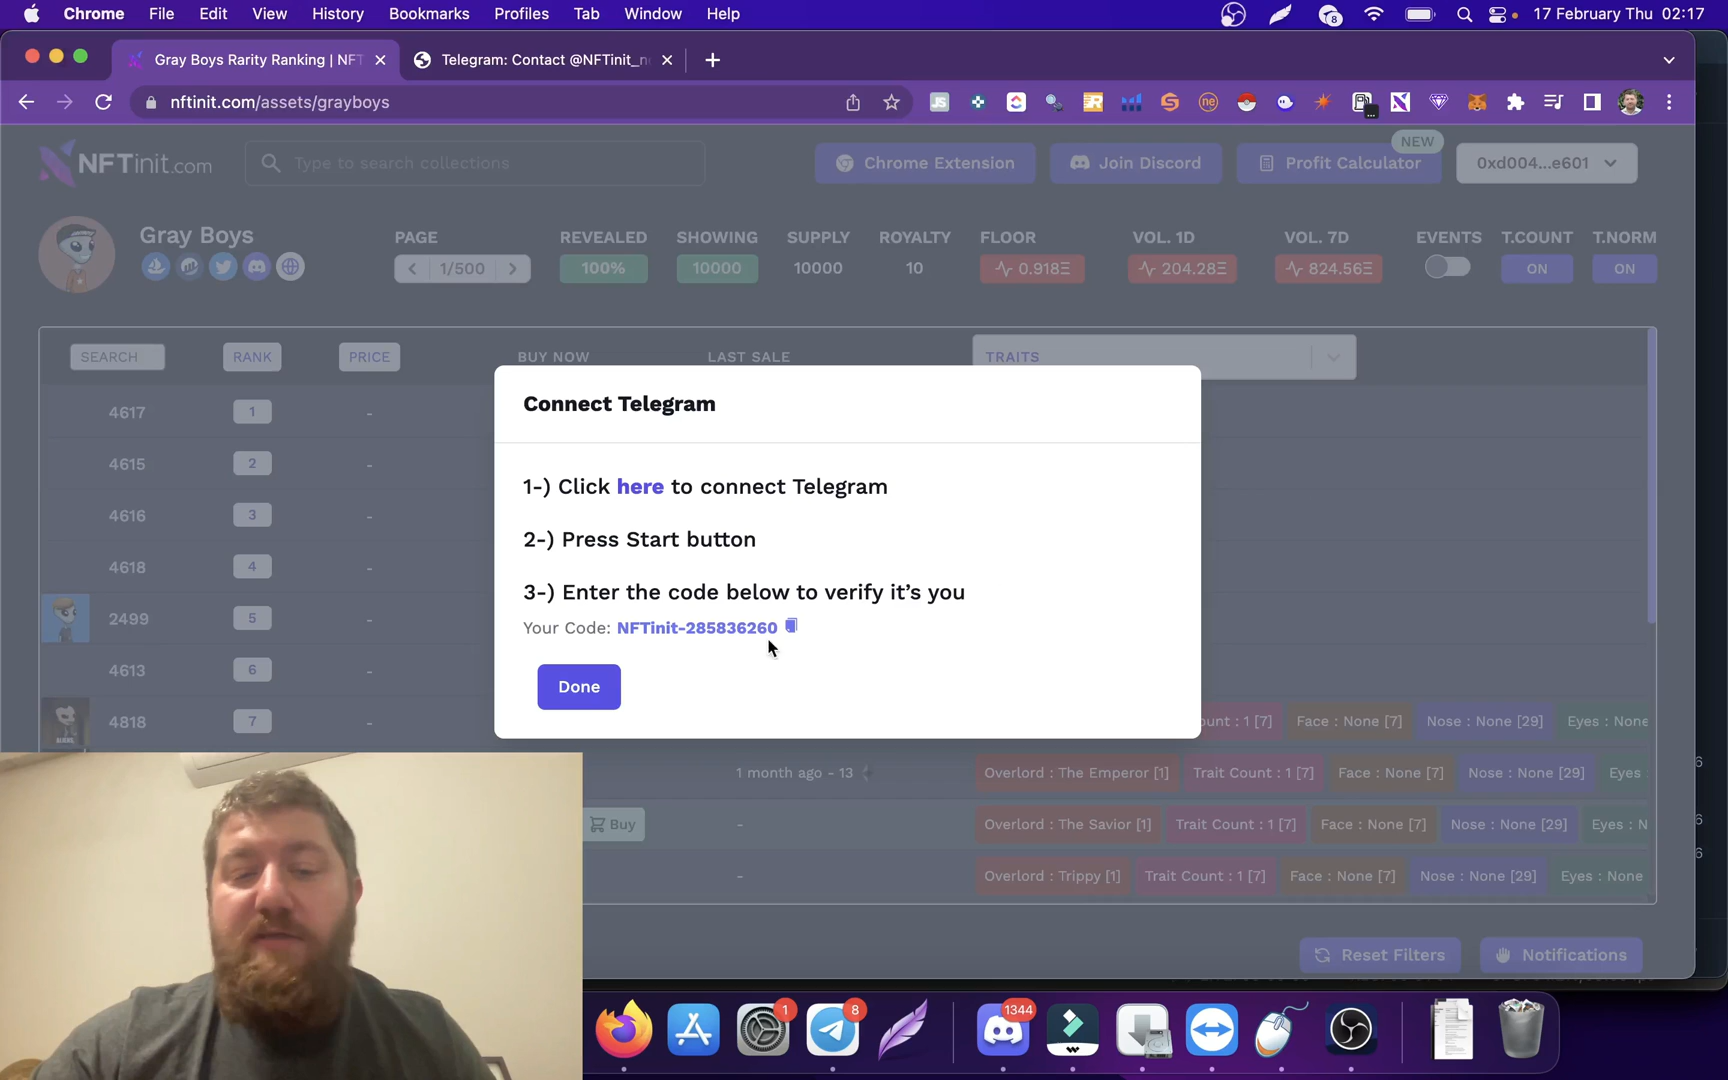 Chrome File Edit View History Bookmarks Profiles Tab Window Help 8 17 February Thu 02:17
Gray Boys Rarity Ranking | NFT Telegram: Contact @NFTinit_n
nftinit.com/assets/grayboys
NFTinit.com Type to search collections Chrome Extension Join Discord Profit Calculator NEW 0xd004...e601
Gray Boys PAGE REVEALED SHOWING SUPPLY ROYALTY FLOOR VOL. 1D VOL. 7D EVENTS T.COUNT T.NORM
1/500 100% 10000 10000 10 0.918Ξ 204.28Ξ 824.56Ξ ON ON
SEARCH RANK PRICE BUY NOW LAST SALE TRAITS
4617 1 -
4615 2 -
4616 3 -
4618 4 -
2499 5 -
4613 6 -
4818 7 -
Connect Telegram
1-) Click here to connect Telegram
2-) Press Start button
3-) Enter the code below to verify it's you
Your Code: NFTinit-285836260
Done
ount : 1 [7] Face : None [7] Nose : None [29] Eyes : None
1 month ago - 13 Overlord : The Emperor [1] Trait Count : 1 [7] Face : None [7] Nose : None [29] Eyes :
Buy - Overlord : The Savior [1] Trait Count : 1 [7] Face : None [7] Nose : None [29] Eyes : N
- Overlord : Trippy [1] Trait Count : 1 [7] Face : None [7] Nose : None [29] Eyes : None
Reset Filters Notifications
1 8 1344